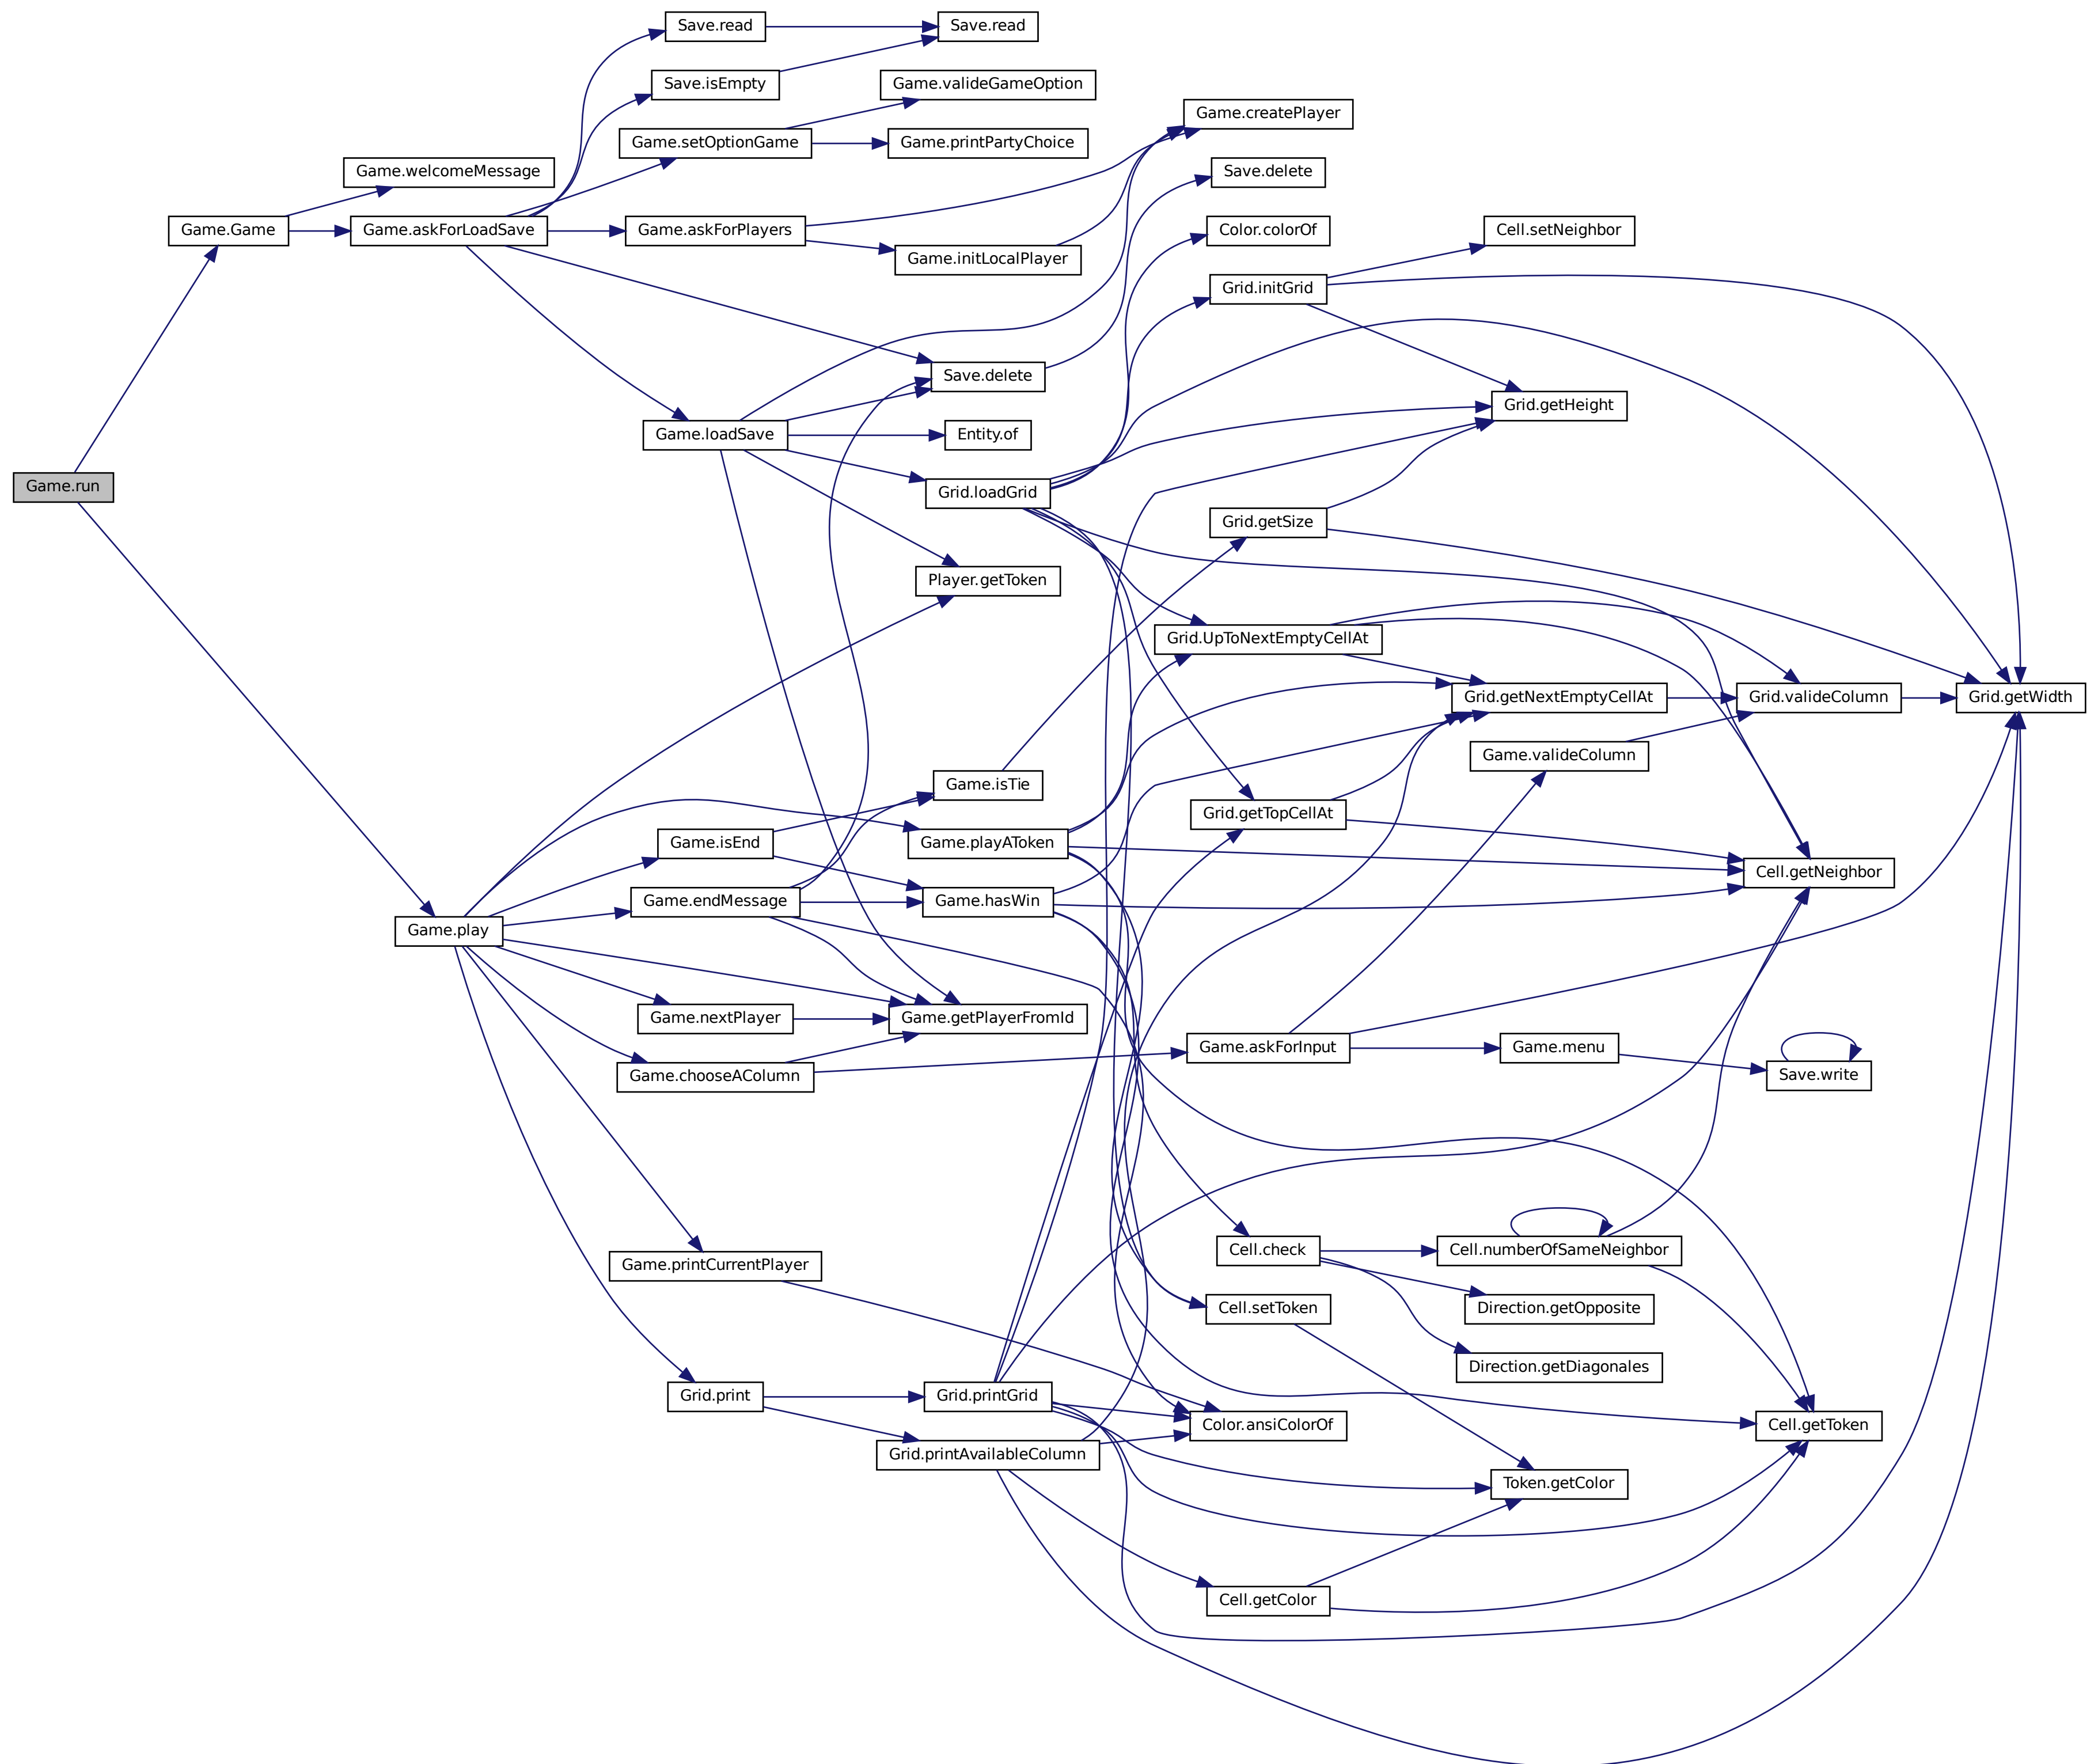 Save.read
Save.read
Save.isEmpty
Game.valideGameOption
Game.createPlayer
Game.setOptionGame
Game.printPartyChoice
Game.welcomeMessage
Save.delete
Game.Game
Game.askForLoadSave
Game.askForPlayers
Color.colorOf
Cell.setNeighbor
Game.initLocalPlayer
Grid.initGrid
Save.delete
Grid.getHeight
Game.loadSave
Entity.of
Game.run
Grid.loadGrid
Grid.getSize
Player.getToken
Grid.UpToNextEmptyCellAt
Grid.getNextEmptyCellAt
Grid.valideColumn
Grid.getWidth
Game.valideColumn
Game.isTie
Grid.getTopCellAt
Game.isEnd
Game.playAToken
Cell.getNeighbor
Game.endMessage
Game.hasWin
Game.play
Game.nextPlayer
Game.getPlayerFromId
Game.askForInput
Game.menu
Game.chooseAColumn
Save.write
Cell.check
Cell.numberOfSameNeighbor
Game.printCurrentPlayer
Cell.setToken
Direction.getOpposite
Direction.getDiagonales
Grid.print
Grid.printGrid
Color.ansiColorOf
Cell.getToken
Grid.printAvailableColumn
Token.getColor
Cell.getColor